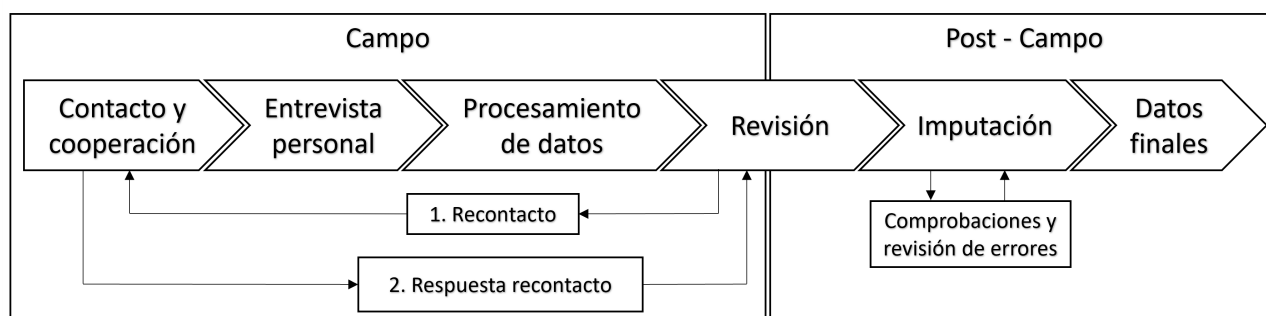 Campo
Post - Campo
Contacto y
cooperación
Entrevista
personal
Procesamiento
de datos
Revisión
Imputación
Datos
finales
1. Recontacto
2. Respuesta recontacto
Comprobaciones y
revisión de errores